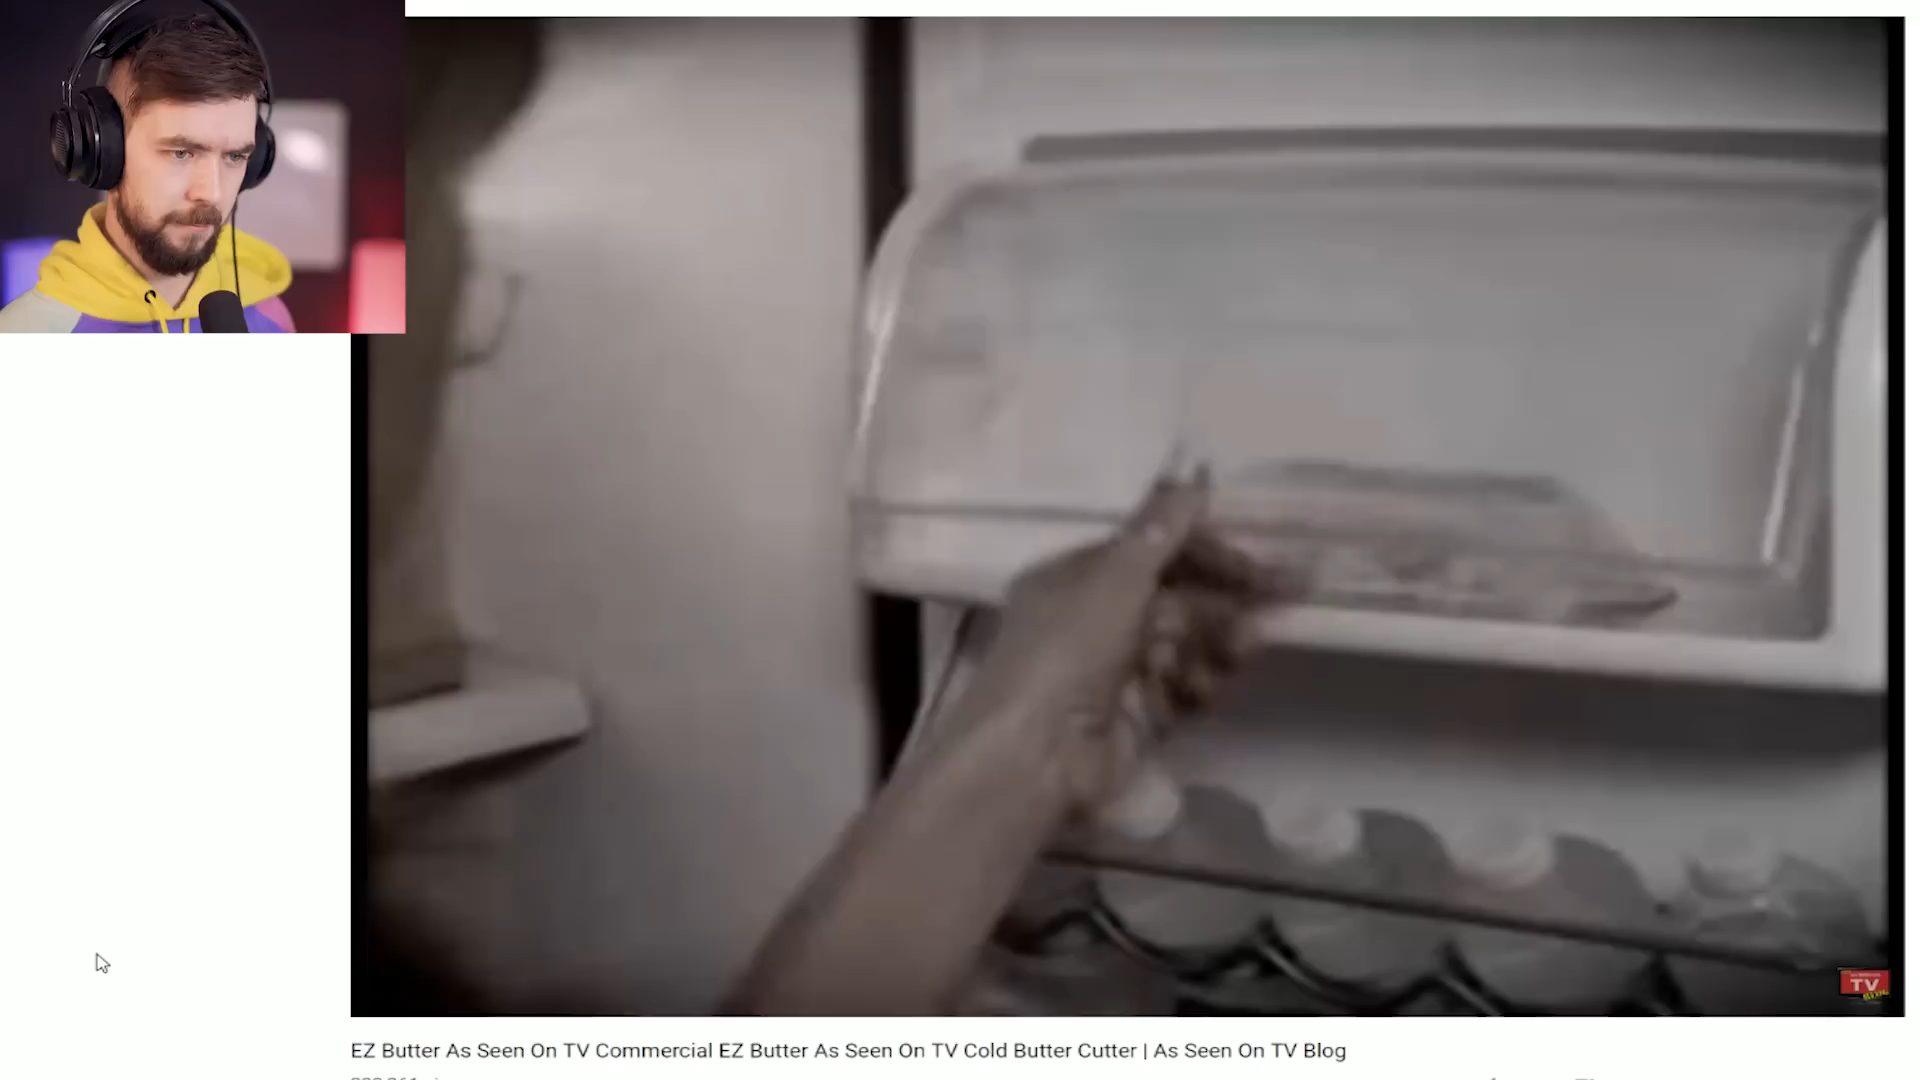 TV
EZ Butter As Seen On TV Commercial EZ Butter As Seen On TV Cold Butter Cutter | As Seen On TV Blog